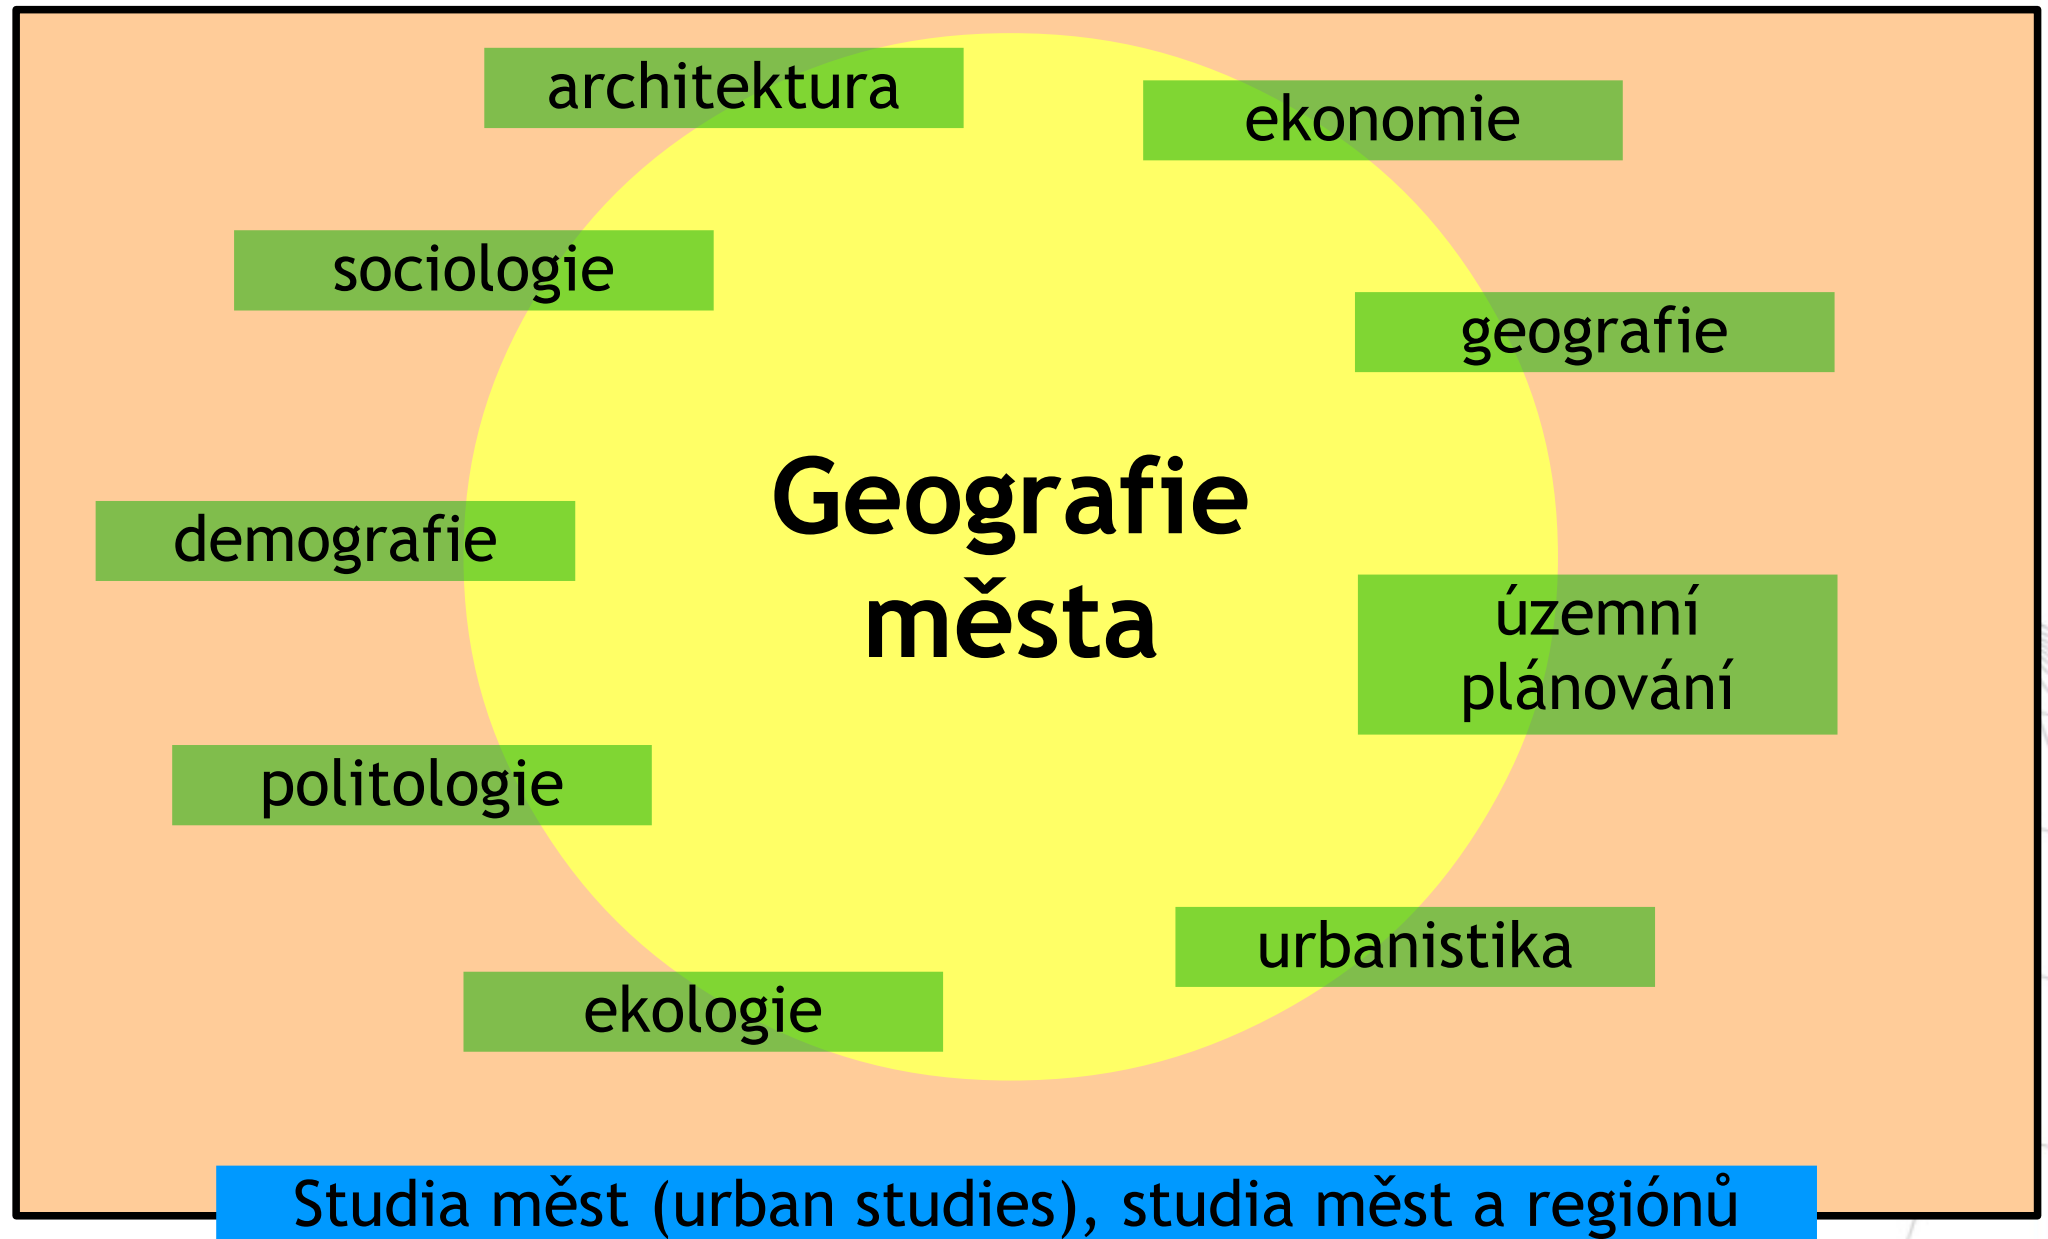 architektura
ekonomie
sociologie
geografie
Geografie
města
demografie
územní
plánování
politologie
urbanistika
ekologie
Studia měst (urban studies), studia měst a regiónů